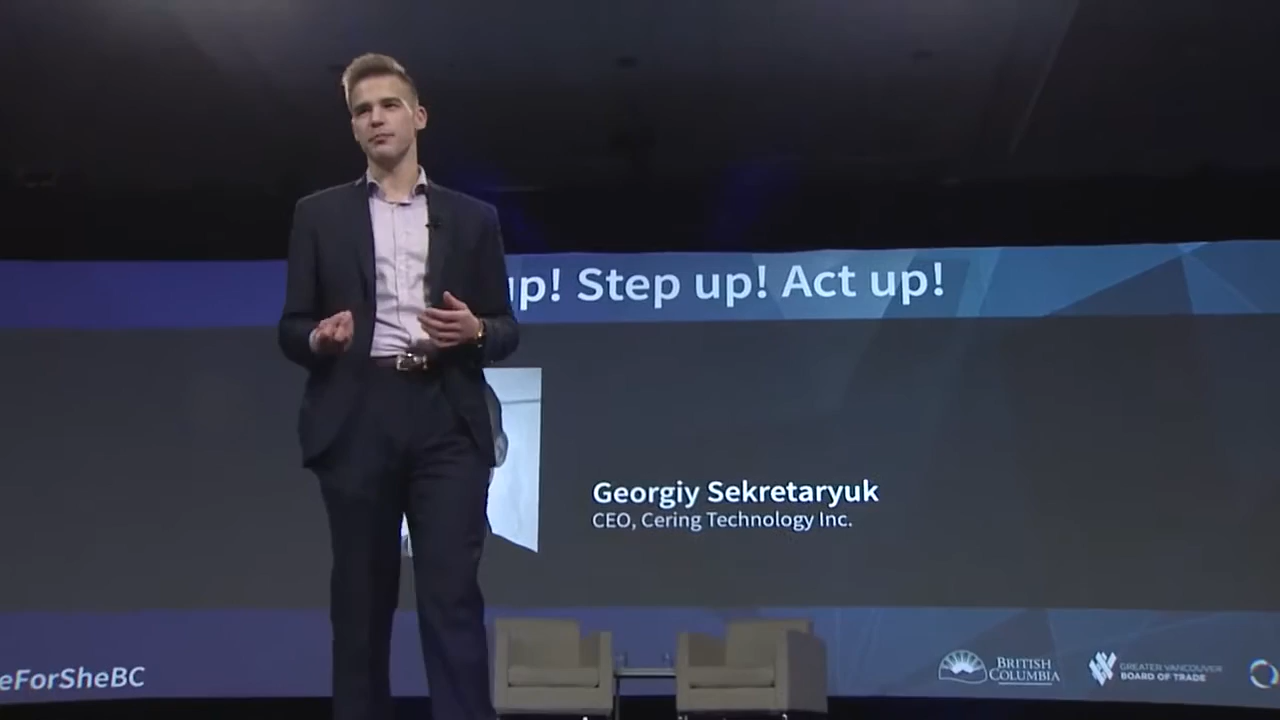 up! Step up! Act up!
Georgiy Sekretaryuk
CEO, Cering Technology Inc.
eForSheBC
BRITISH
COLUMBIA
GREATER VANCOUVER
BOARD OF TRADE